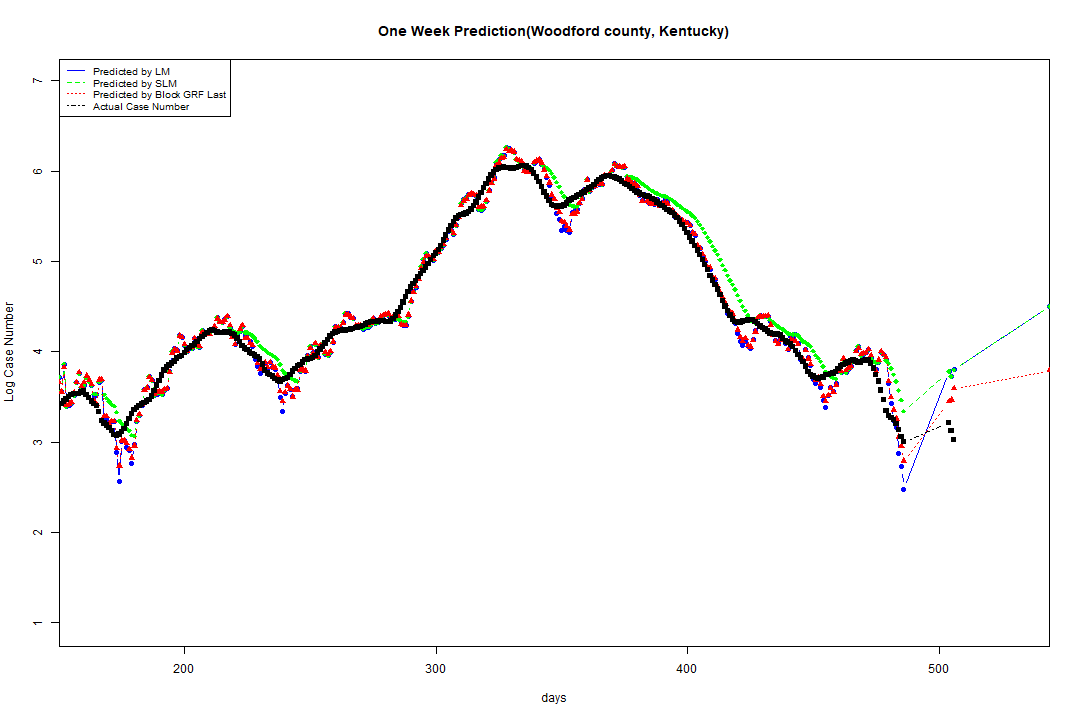 One Week Prediction(Woodford county, Kentucky)
Predicted by LM
Predicted by SLM
Predicted by Block GRF Last
Actual Case Number
7
6
5
4
3
2
1
Log Case Number
200
300
400
500
days